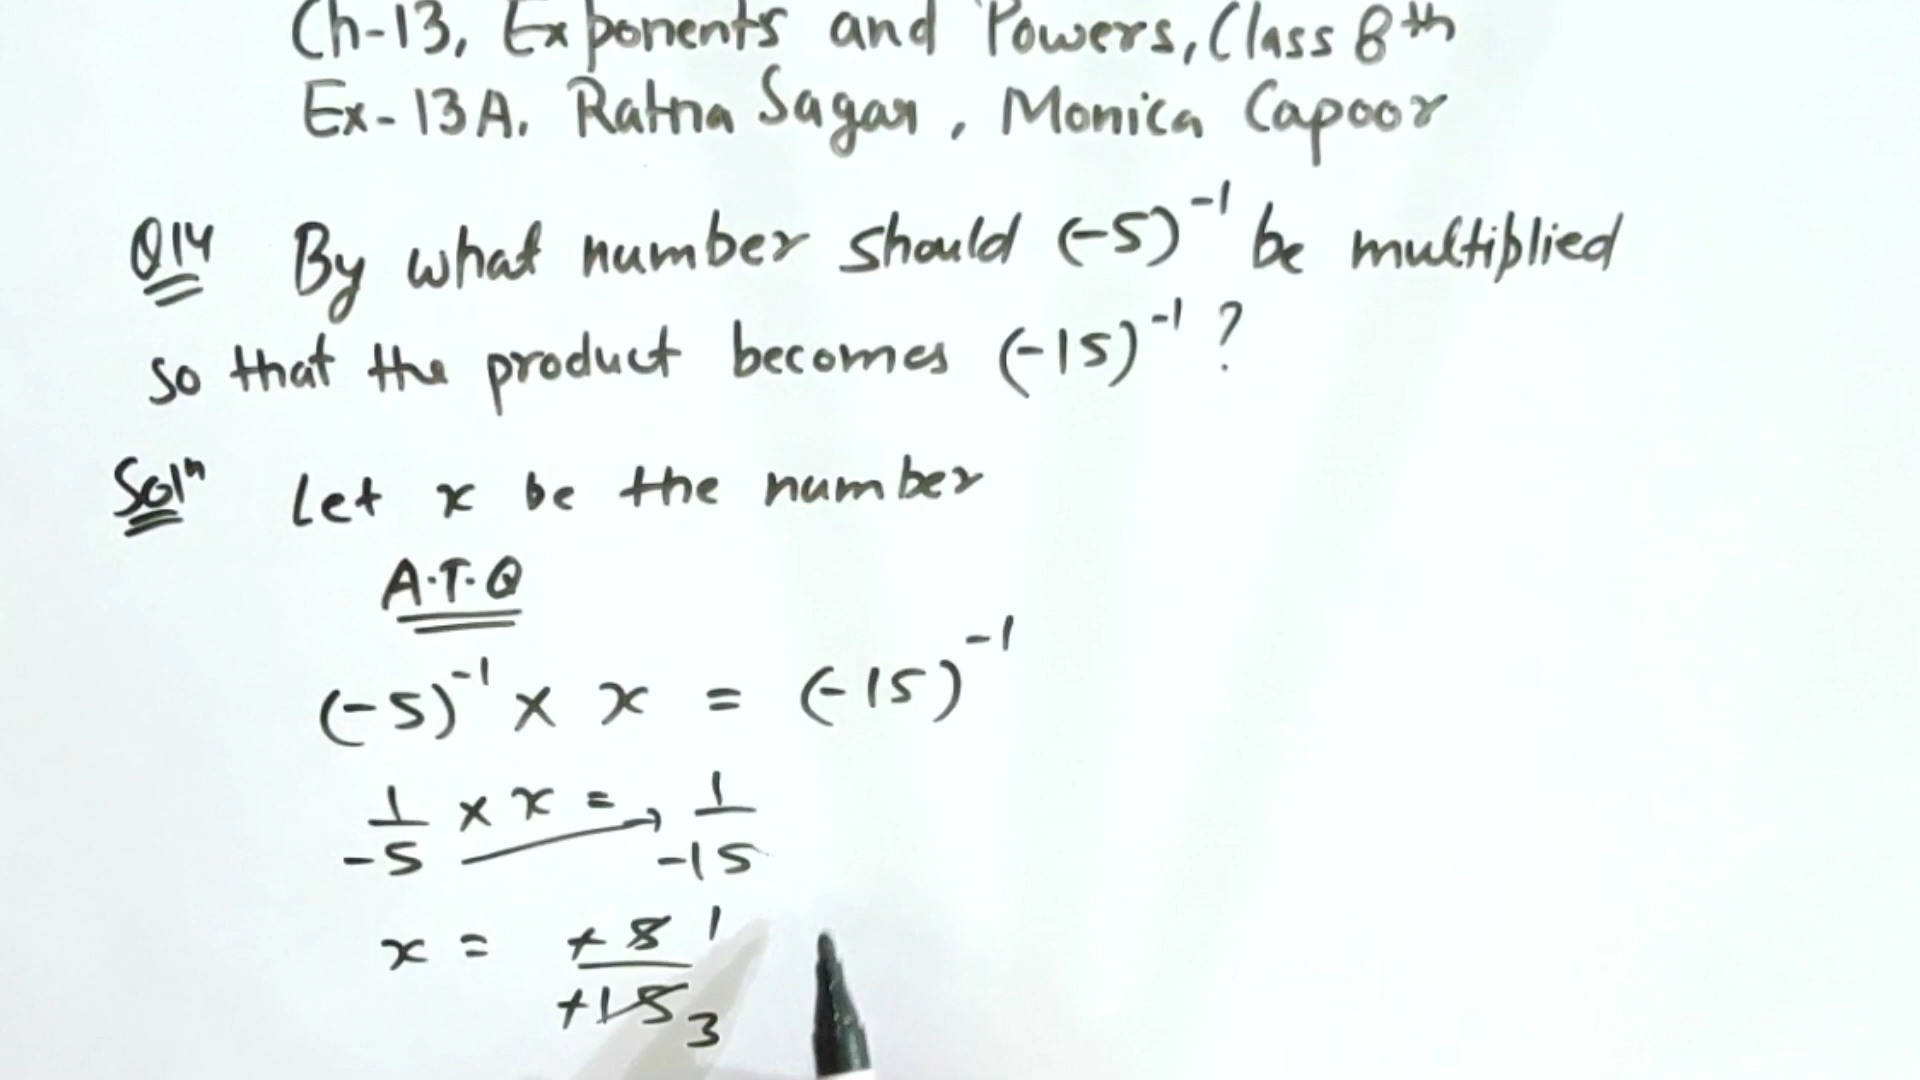 Ch-13, Exponents and Powers, Class 8th
Ex-13A. Ratna Sagar, Monica Capoor
Q14 By what number should (-5)⁻¹ be multiplied
so that the product becomes (-15)⁻¹ ?
Solⁿ Let x be the number
A.T.Q
(-5)⁻¹ × x = (-15)⁻¹
1/-5 × x = 1/-15
x = +5 1/+15 3